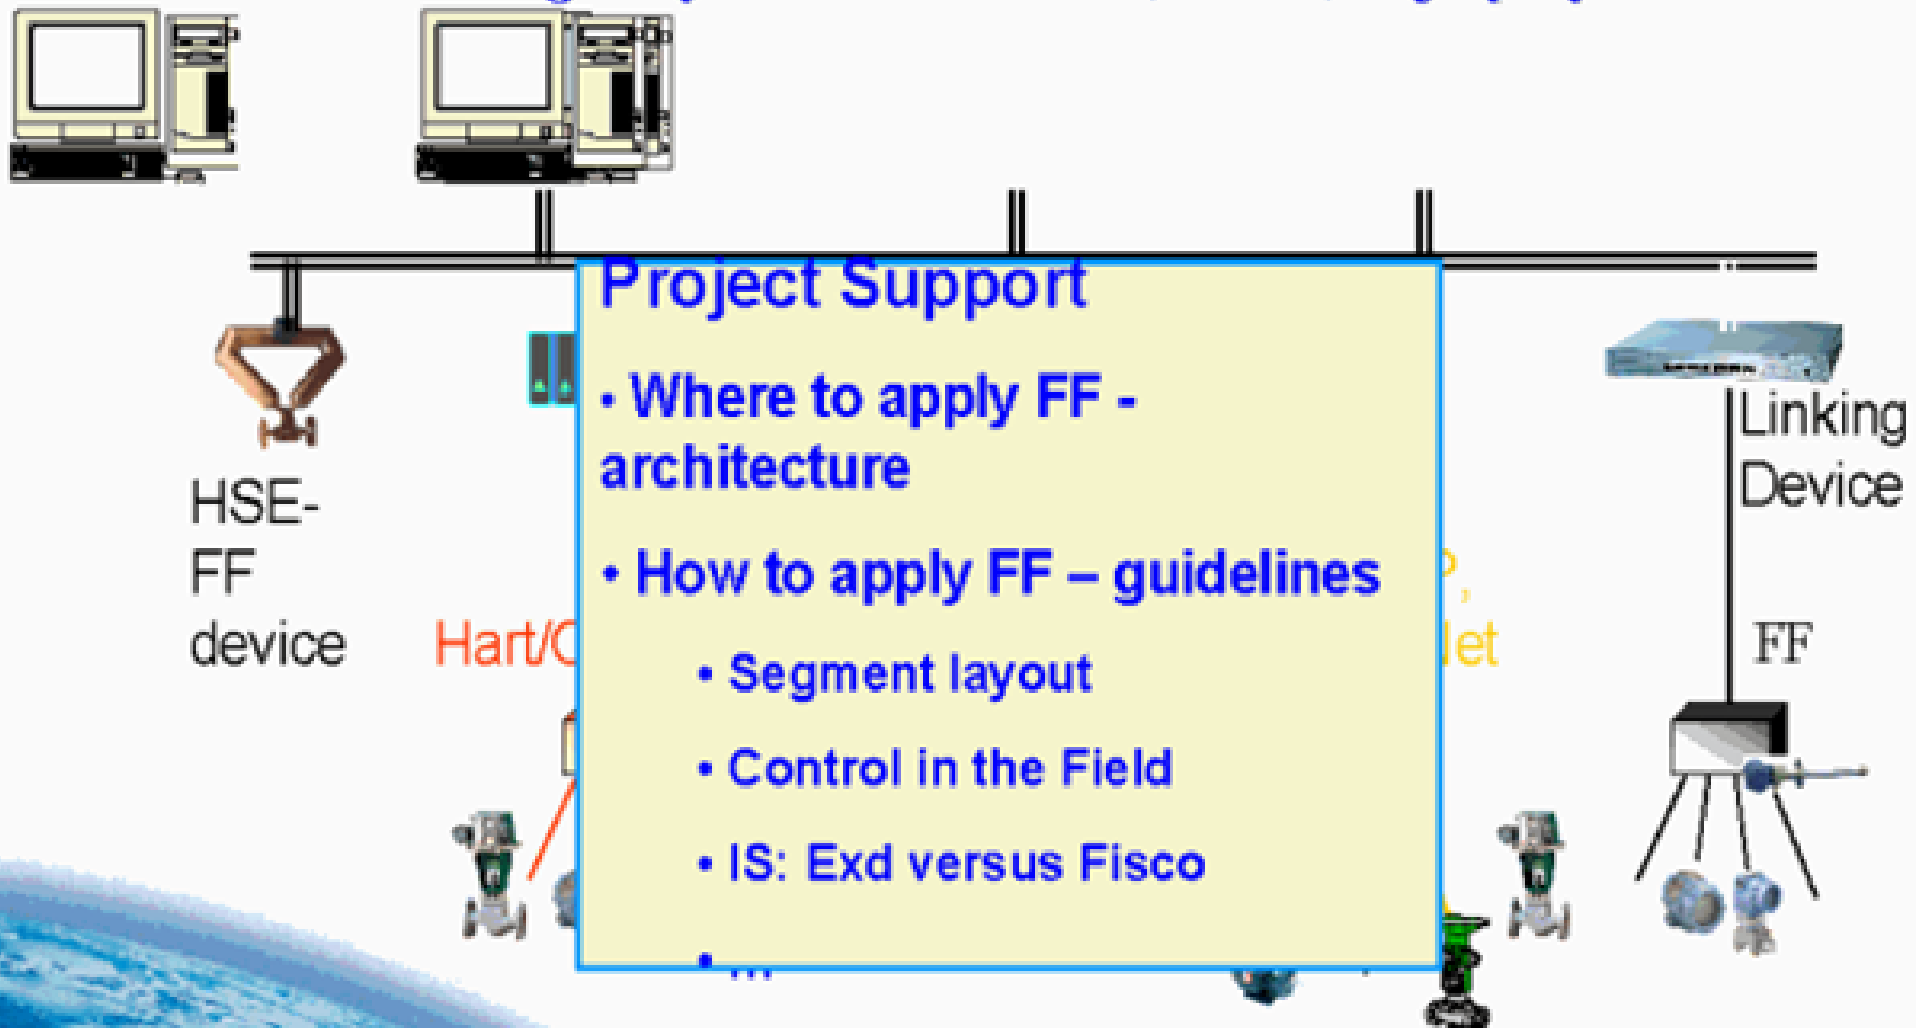 Project Support
• Where to apply FF -
architecture
• How to apply FF – guidelines
• Segment layout
• Control in the Field
• IS: Exd versus Fisco
• ...
HSE-
FF
device
Hart/
Linking
Device
FF